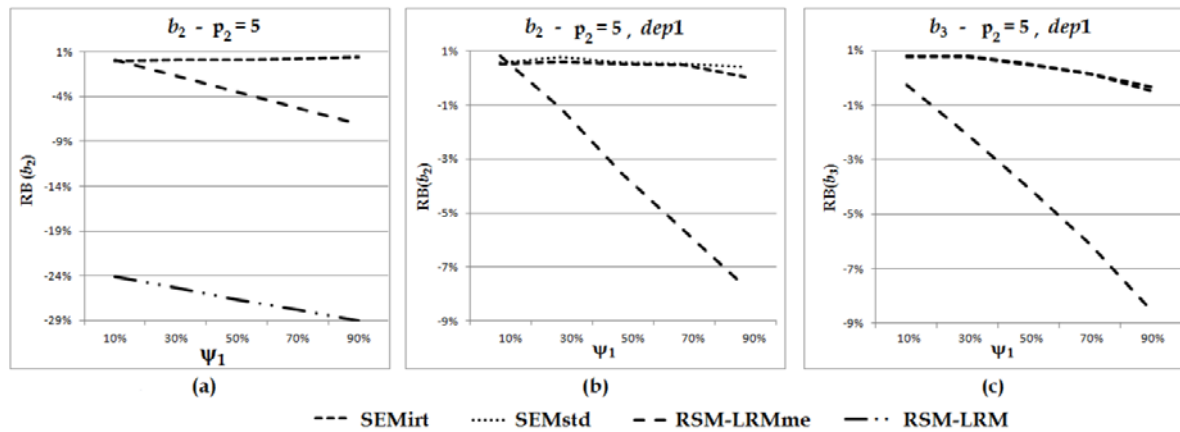 b₂ - p₂ = 5
RB (b₂)
1%
-4%
-9%
-14%
-19%
-24%
-29%
10% 30% 50% 70% 90%
Ψ₁
(a)
b₂ - p₂ = 5 , dep1
RB(b₂)
1%
-1%
-3%
-5%
-7%
-9%
10% 30% 50% 70% 90%
Ψ₁
(b)
b₃ - p₂ = 5, dep1
RB(b₃)
1%
-1%
-3%
-5%
-7%
-9%
10% 30% 50% 70% 90%
Ψ₁
(c)
SEMirt SEMstd RSM-LRMme RSM-LRM